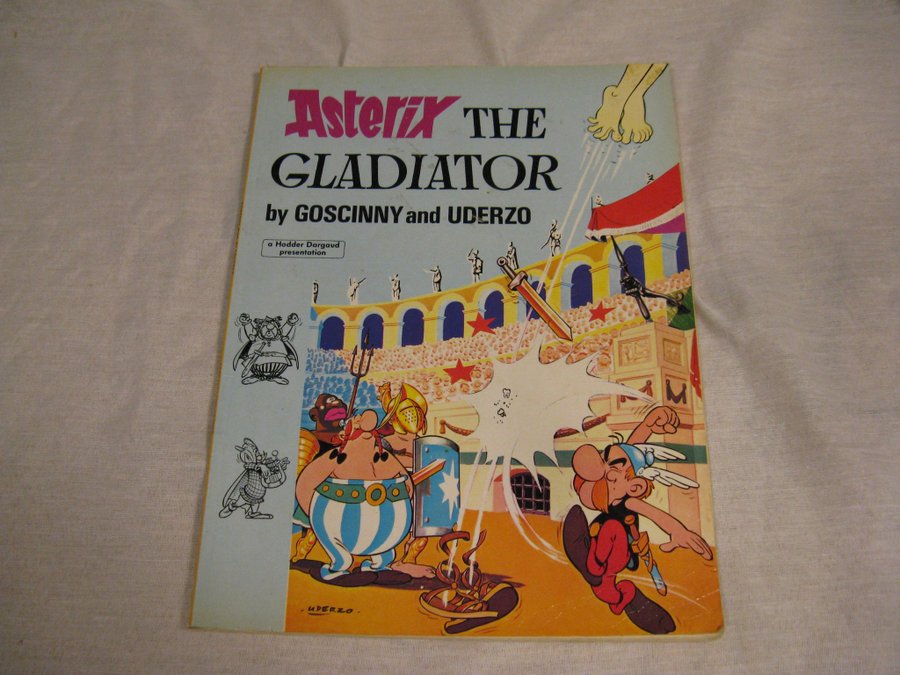 Asterix THE
GLADIATOR
by GOSCINNY and UDERZO
a Hodder Dargaud
presentation
-UDERZO-